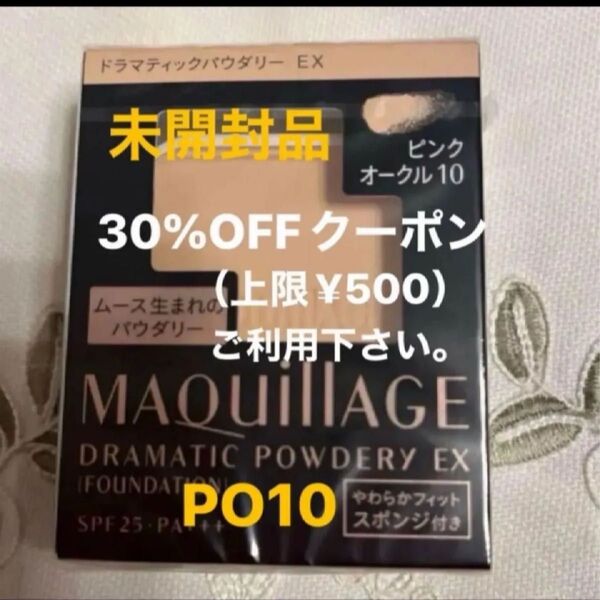 ドラマティックパウダリー EX
未開封品
ピンク
オークル10
30%OFFクーポン
（上限¥500）
ムース生まれの
パウダリー
ご利用下さい。
MAQuillAGE
DRAMATIC POWDERY EX
[FOUNDATION]
PO10
やわらかフィット
スポンジ付き
SPF25・PA+++